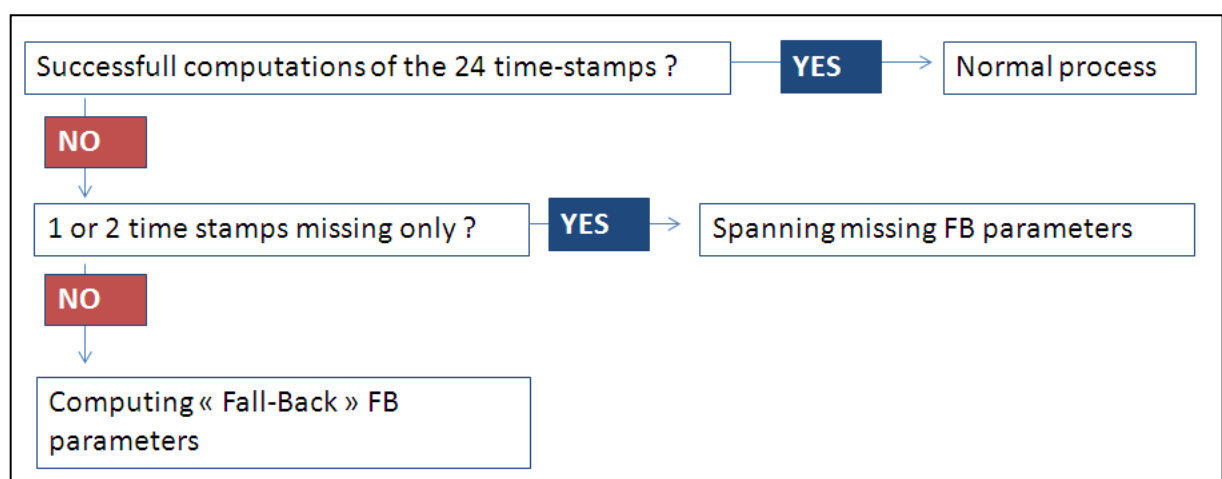 Successfull computations of the 24 time-stamps ?
YES
Normal process
NO
1 or 2 time stamps missing only ?
YES
Spanning missing FB parameters
NO
Computing « Fall-Back » FB
parameters